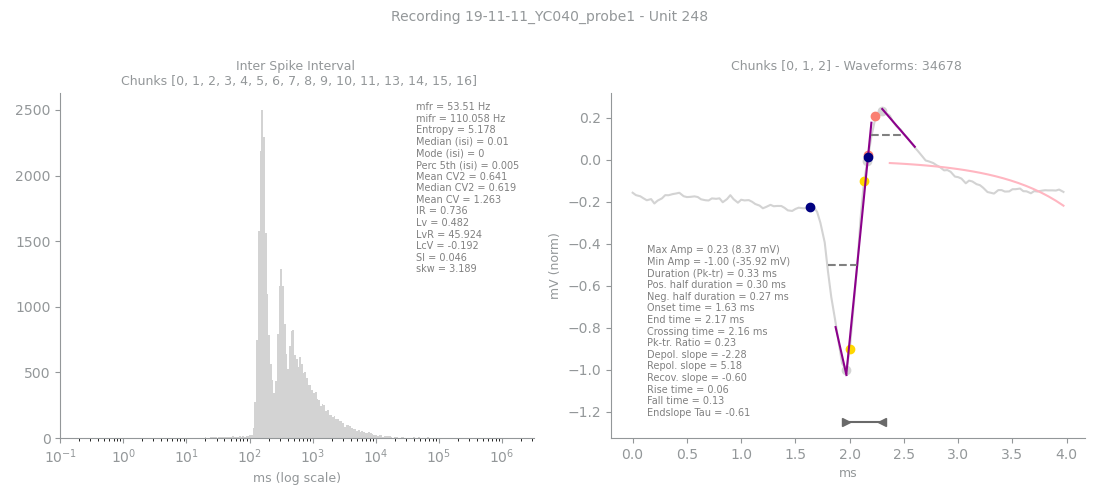 Recording 19-11-11_YC040_probe1 - Unit 248
Inter Spike Interval
Chunks [0, 1, 2, 3, 4, 5, 6, 7, 8, 9, 10, 11, 13, 14, 15, 16]
2500
2000
1500
1000
500
0
mfr = 53.51 Hz
mifr = 110.058 Hz
Entropy = 5.178
Median (isi) = 0.01
Mode (isi) = 0
Perc 5th (isi) = 0.005
Mean CV2 = 0.641
Median CV2 = 0.619
Mean CV = 1.263
IR = 0.736
Lv = 0.482
LvR = 45.924
LcV = -0.192
SI = 0.046
skw = 3.189
10⁻¹ 10⁰ 10¹ 10² 10³ 10⁴ 10⁵ 10⁶
ms (log scale)
Chunks [0, 1, 2] - Waveforms: 34678
mV (norm)
0.2
0.0
−0.2
−0.4
−0.6
−0.8
−1.0
−1.2
Max Amp = 0.23 (8.37 mV)
Min Amp = -1.00 (-35.92 mV)
Duration (Pk-tr) = 0.33 ms
Pos. half duration = 0.30 ms
Neg. half duration = 0.27 ms
Onset time = 1.63 ms
End time = 2.17 ms
Crossing time = 2.16 ms
Pk-tr. Ratio = 0.23
Depol. slope = -2.28
Repol. slope = 5.18
Recov. slope = -0.60
Rise time = 0.06
Fall time = 0.13
Endslope Tau = -0.61
0.0 0.5 1.0 1.5 2.0 2.5 3.0 3.5 4.0
ms